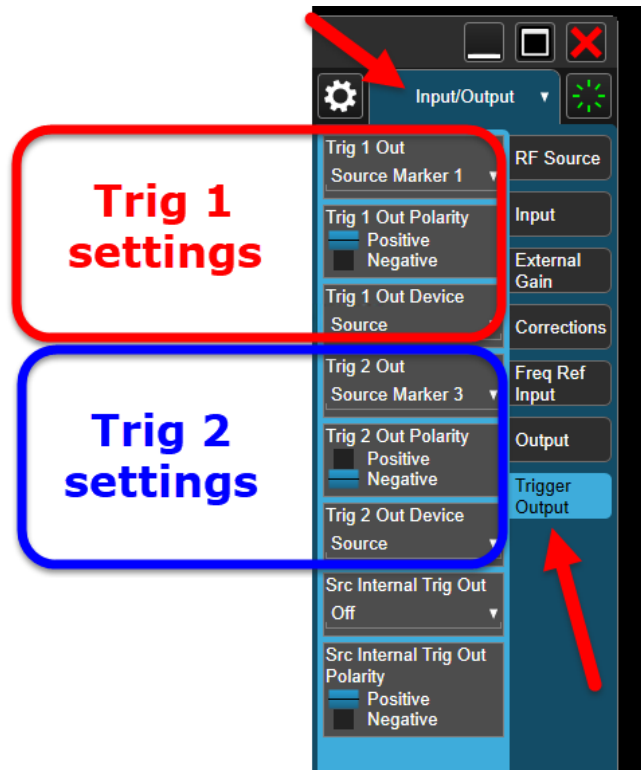 Input/Output
Trig 1
settings
Trig 1 Out
Source Marker 1
Trig 1 Out Polarity
Positive
Negative
Trig 1 Out Device
Source
Trig 2
settings
Trig 2 Out
Source Marker 3
Trig 2 Out Polarity
Positive
Negative
Trig 2 Out Device
Source
Src Internal Trig Out
Off
Src Internal Trig Out
Polarity
Positive
Negative
RF Source
Input
External
Gain
Corrections
Freq Ref
Input
Output
Trigger
Output